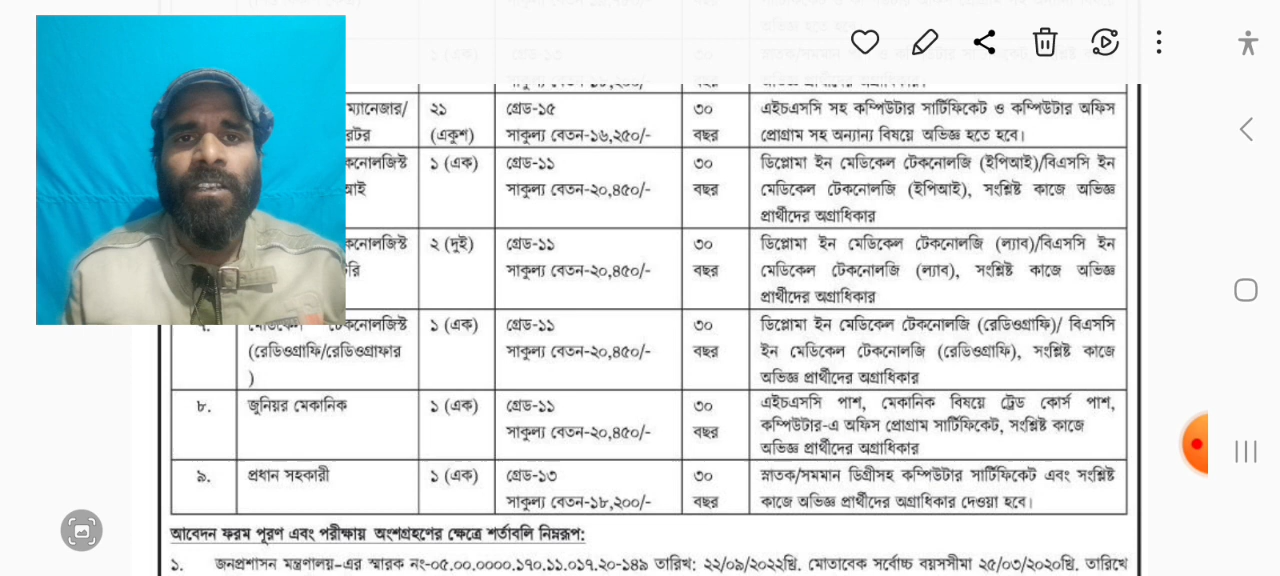 ১ (এক) গ্রেড-১৩ ৩০
ম্যানেজার/ ২১ গ্রেড-১৫ ৩০ এইচএসসি সহ কম্পিউটার সার্টিফিকেট ও কম্পিউটার অফিস
(একুশ) সাকুল্য বেতন-১৬,২৫০/- বছর প্রোগ্রাম সহ অন্যান্য বিষয়ে অভিজ্ঞ হতে হবে।
১ (এক) গ্রেড-১১ ৩০ ডিপ্লোমা ইন মেডিকেল টেকনোলজি (ইপিআই)/বিএসসি ইন
সাকুল্য বেতন-২০,৪৫০/- বছর মেডিকেল টেকনোলজি (ইপিআই), সংশ্লিষ্ট কাজে অভিজ্ঞ
প্রার্থীদের অগ্রাধিকার
২ (দুই) গ্রেড-১১ ৩০ ডিপ্লোমা ইন মেডিকেল টেকনোলজি (ল্যাব)/বিএসসি ইন
সাকুল্য বেতন-২০,৪৫০/- বছর মেডিকেল টেকনোলজি (ল্যাব), সংশ্লিষ্ট কাজে অভিজ্ঞ
প্রার্থীদের অগ্রাধিকার
১ (এক) গ্রেড-১১ ৩০ ডিপ্লোমা ইন মেডিকেল টেকনোলজি (রেডিওগ্রাফি)/ বিএসসি
(রেডিওগ্রাফি/রেডিওগ্রাফার সাকুল্য বেতন-২০,৪৫০/- বছর ইন মেডিকেল টেকনোলজি (রেডিওগ্রাফি), সংশ্লিষ্ট কাজে
) অভিজ্ঞ প্রার্থীদের অগ্রাধিকার
৮. জুনিয়র মেকানিক ১ (এক) গ্রেড-১১ ৩০ এইচএসসি পাশ, মেকানিক বিষয়ে ট্রেড কোর্স পাশ,
সাকুল্য বেতন-২০,৪৫০/- বছর কম্পিউটার-এ অফিস প্রোগ্রাম সার্টিফিকেট, সংশ্লিষ্ট কাজে
অভিজ্ঞ প্রার্থীদের অগ্রাধিকার
৯. প্রধান সহকারী ১ (এক) গ্রেড-১৩ ৩০ স্নাতক/সমমান ডিগ্রীসহ কম্পিউটার সার্টিফিকেট এবং সংশ্লিষ্ট
সাকুল্য বেতন-১৮,২০০/- বছর কাজে অভিজ্ঞ প্রার্থীদের অগ্রাধিকার দেওয়া হবে।
আবেদন ফরম পূরণ এবং পরীক্ষায় অংশগ্রহণের ক্ষেত্রে শর্তাবলি নিম্নরূপ:
১. জনপ্রশাসন মন্ত্রণালয়-এর স্মারক নং-০৫.০০.০০০০.১৭০.১১.০১৭.২০-১৪৯ তারিখ: ২২/০৯/২০২২খ্রি. মোতাবেক সর্বোচ্চ বয়সসীমা ২৫/০৩/২০২০খ্রি. তারিখে